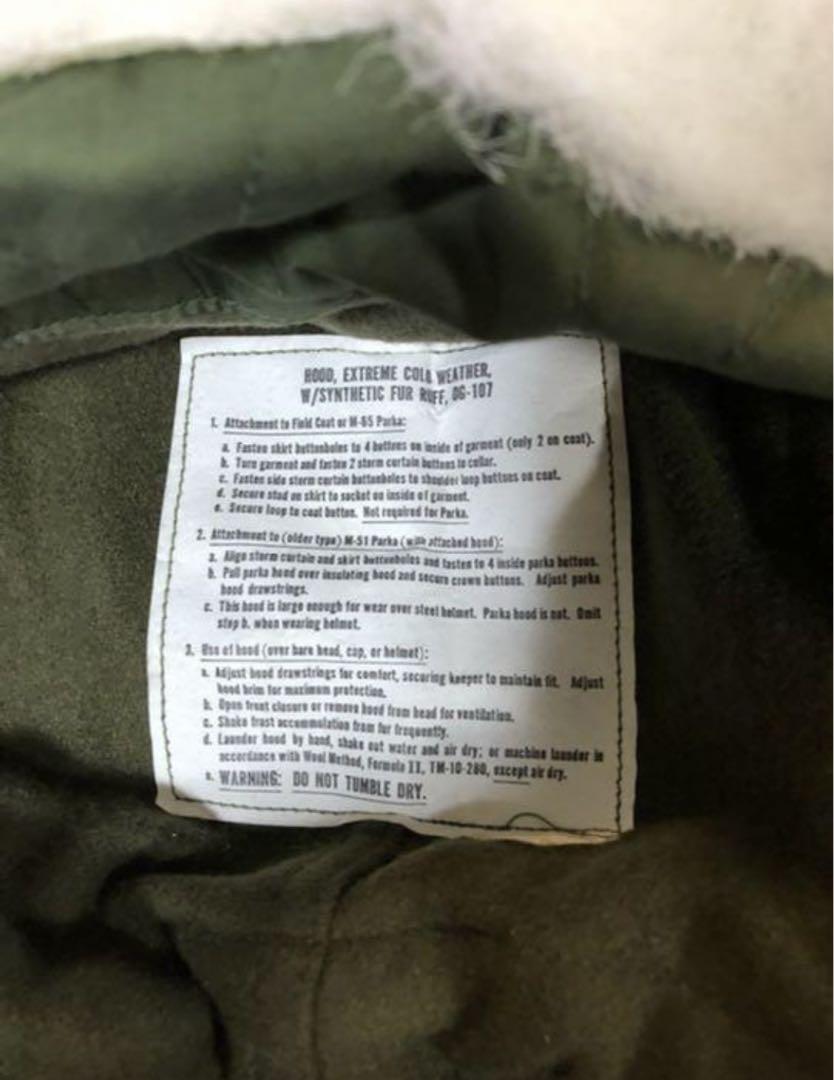 HOOD, EXTREME COLD WEATHER,
W/SYNTHETIC FUR RUFF, OG-107
1. Attachment to Field Coat or M-65 Parka:
a. Fasten skirt buttonholes to 4 buttons on inside of garment (only 2 on coat).
b. Turn garment and fasten 2 storm curtain buttons to collar.
c. Fasten side storm curtain buttonholes to shoulder loop buttons on coat.
d. Secure stud on skirt to socket on inside of garment.
e. Secure loop to coat button. Not required for Parka.
2. Attachment to (older type) M-51 Parka (with attached hood):
a. Align storm curtain and skirt buttonholes and fasten to 4 inside parka buttons.
b. Pull parka hood over insulating hood and secure crown buttons. Adjust parka
hood drawstrings.
c. This hood is large enough for wear over steel helmet. Parka hood is not. Omit
step b. when wearing helmet.
3. Use of hood (over bare head, cap, or helmet):
a. Adjust hood drawstrings for comfort, securing keeper to maintain fit. Adjust
hood brim for maximum protection.
b. Open front closure or remove hood from head for ventilation.
c. Shake frost accummulation from fur frequently.
d. Launder hood by hand, shake out water and air dry; or machine launder in
accordance with Wool Method, Formula II, TM-10-280, except air dry.
e. WARNING: DO NOT TUMBLE DRY.